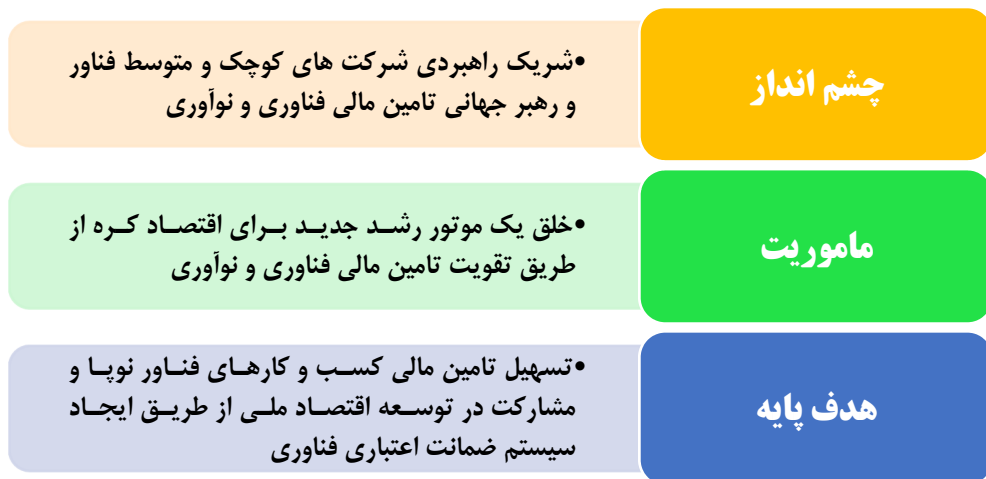 چشم انداز
•شریک راهبردی شرکت های کوچک و متوسط فناور
و رهبر جهانی تامین مالی فناوری و نوآوری
ماموریت
•خلق یک موتور رشد جدید برای اقتصاد کره از
طریق تقویت تامین مالی فناوری و نوآوری
هدف پایه
•تسهیل تامین مالی کسب و کارهای فناور نوپا و
مشارکت در توسعه اقتصاد ملی از طریق ایجاد
سیستم ضمانت اعتباری فناوری